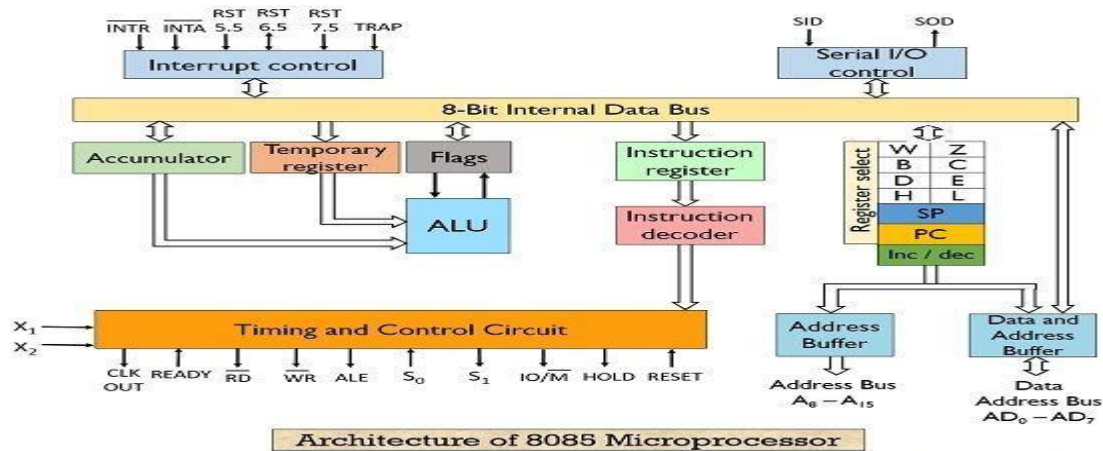 INTR INTA RST 5.5 RST 6.5 RST 7.5 TRAP
Interrupt control
SID SOD
Serial I/O
control
8-Bit Internal Data Bus
Accumulator
Temporary
register
Flags
ALU
Instruction
register
Instruction
decoder
Register select
W Z
B C
D E
H L
SP
PC
Inc / dec
X₁
X₂
Timing and Control Circuit
CLK
OUT
READY
RD
WR
ALE
S₀
S₁
IO/M
HOLD
RESET
Address
Buffer
Data and
Address
Buffer
Address Bus
A₈ – A₁₅
Data
Address Bus
AD₀ – AD₇
Architecture of 8085 Microprocessor